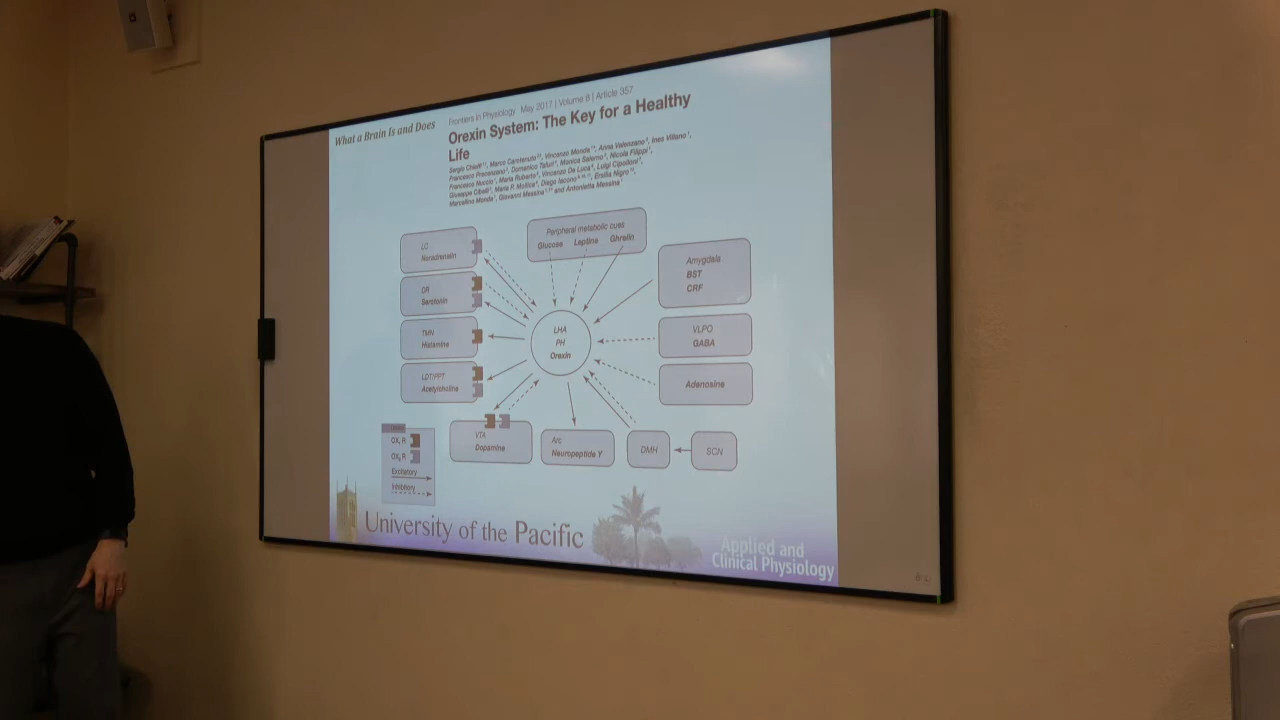 What a Brain Is and Does
Frontiers in Physiology May 2017 | Volume 8 | Article 357
Orexin System: The Key for a Healthy
Life
Sergio Chieffi, Marco Carotenuto, Vincenzo Monda, Anna Valenzano, Ines Villano,
Francesco Precenzano, Domenico Tafuri, Monica Salerno, Nicola Filippi,
Francesco Nuccio, Maria Ruberto, Vincenzo De Luca, Luigi Cipolloni,
Giuseppe Cibelli, Maria P. Mollica, Diego Iacono, Ersilia Nigro,
Marcellino Monda, Giovanni Messina and Antonietta Messina
Peripheral metabolic cues
Glucose Leptine Ghrelin
LC
Noradrenalin
DR
Serotonin
TMN
Histamine
LDT/PPT
Acetylcholine
LHA
PH
Orexin
Amygdala
BST
CRF
VLPO
GABA
Adenosine
VTA
Dopamine
Arc
Neuropeptide Y
DMH
SCN
OX₁R
OX₂R
Excitatory
Inhibitory
University of the Pacific
Applied and
Clinical Physiology